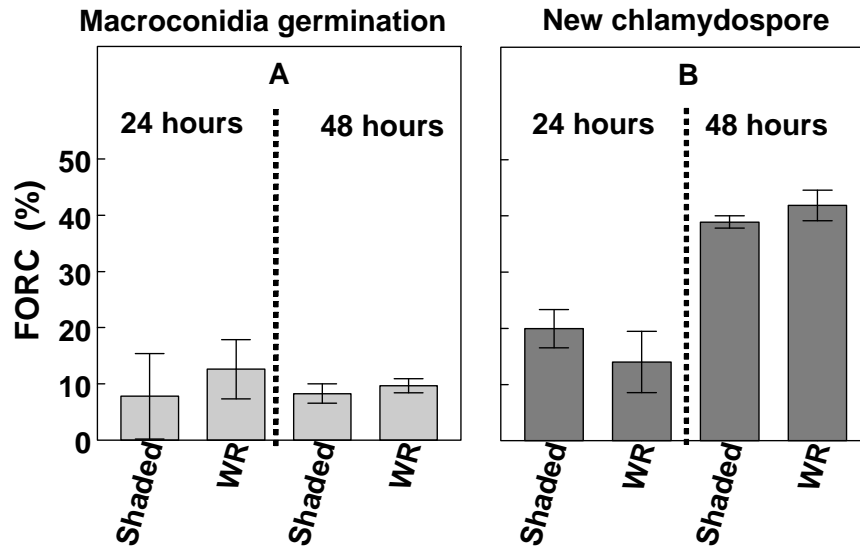 Macroconidia germination
New chlamydospore
A
B
24 hours
48 hours
24 hours
48 hours
FORC (%)
50
40
30
20
10
0
Shaded
WR
Shaded
WR
Shaded
WR
Shaded
WR